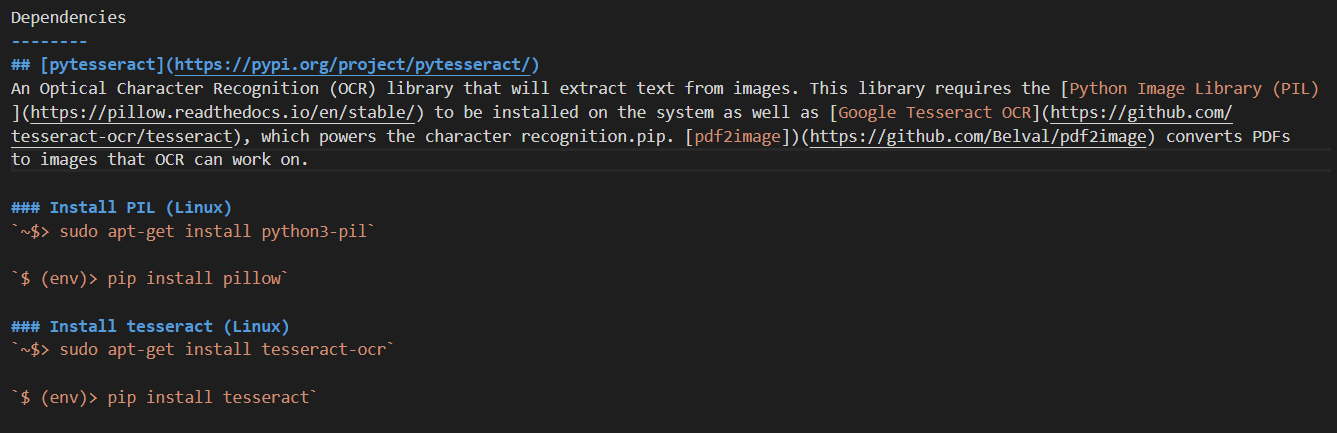 Dependencies
--------
## [pytesseract](https://pypi.org/project/pytesseract/)
An Optical Character Recognition (OCR) library that will extract text from images. This library requires the [Python Image Library (PIL)
](https://pillow.readthedocs.io/en/stable/) to be installed on the system as well as [Google Tesseract OCR](https://github.com/
tesseract-ocr/tesseract), which powers the character recognition.pip. [pdf2image])(https://github.com/Belval/pdf2image) converts PDFs
to images that OCR can work on.
### Install PIL (Linux)
`~$> sudo apt-get install python3-pil`
`$ (env)> pip install pillow`
### Install tesseract (Linux)
`~$> sudo apt-get install tesseract-ocr`
`$ (env)> pip install tesseract`